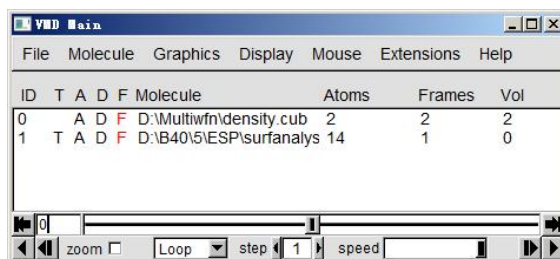 VMD Main
File Molecule Graphics Display Mouse Extensions Help
ID T A D F Molecule Atoms Frames Vol
0 A D F D:\Multiwfn\density.cub 2 2 2
1 T A D F D:\B40\5\ESP\surfanalys 14 1 0
0
zoom Loop step 1 speed